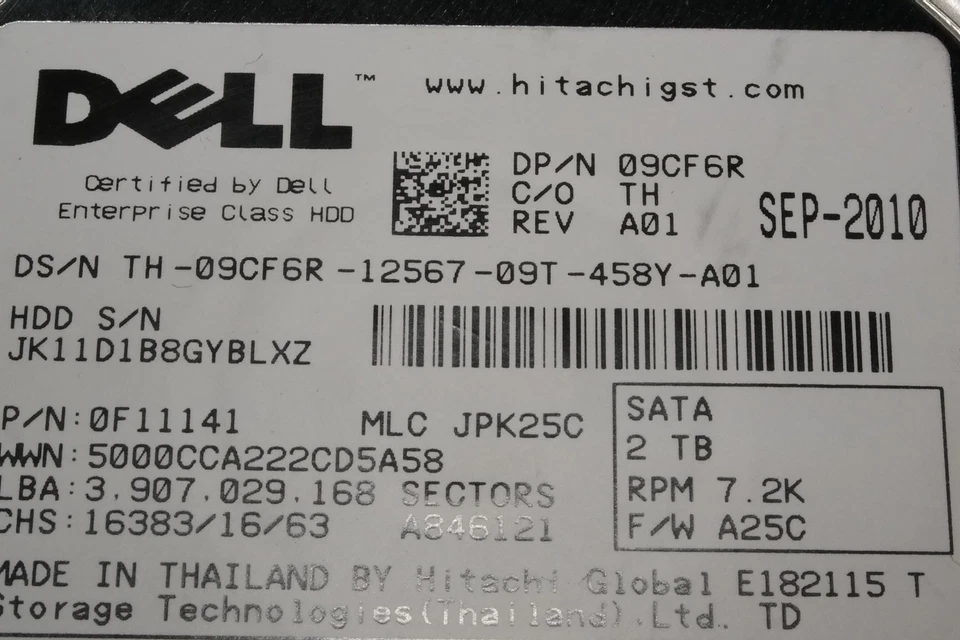 DELL™ www.hitachigst.com
Certified by Dell
Enterprise Class HDD
DP/N 09CF6R
C/O TH
REV A01
SEP-2010
DS/N TH-09CF6R-12567-09T-458Y-A01
HDD S/N
JK11D1B8GYBLXZ
P/N:0F11141 MLC JPK25C
WWN:5000CCA222CD5A58
LBA:3,907,029,168 SECTORS
CHS:16383/16/63 A846121
SATA
2 TB
RPM 7.2K
F/W A25C
MADE IN THAILAND BY Hitachi Global E182115 T
Storage Technologies(Thailand).Ltd. TD